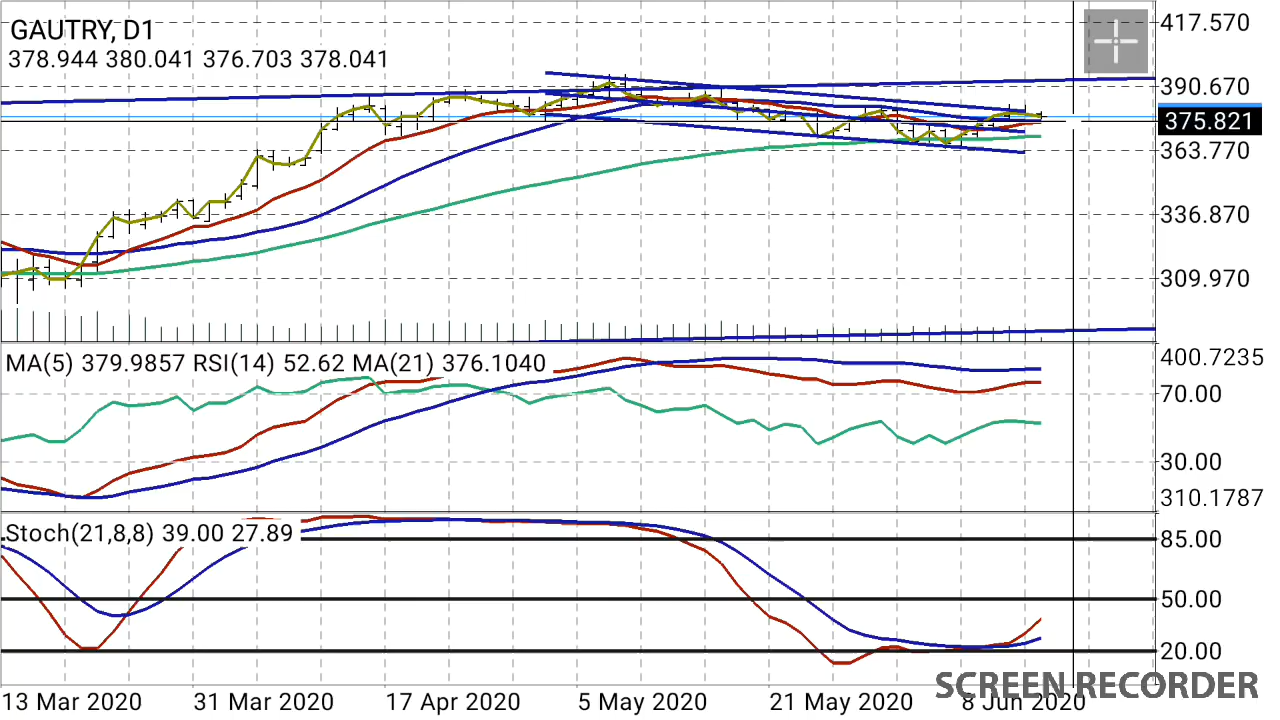 GAUTRY, D1
378.944 380.041 376.703 378.041
417.570
390.670
375.821
363.770
336.870
309.970
MA(5) 379.9857 RSI(14) 52.62 MA(21) 376.1040
400.7235
70.00
30.00
310.1787
Stoch(21,8,8) 39.00 27.89
85.00
50.00
20.00
13 Mar 2020 31 Mar 2020 17 Apr 2020 5 May 2020 21 May 2020 8 Jun 2020
SCREEN RECORDER